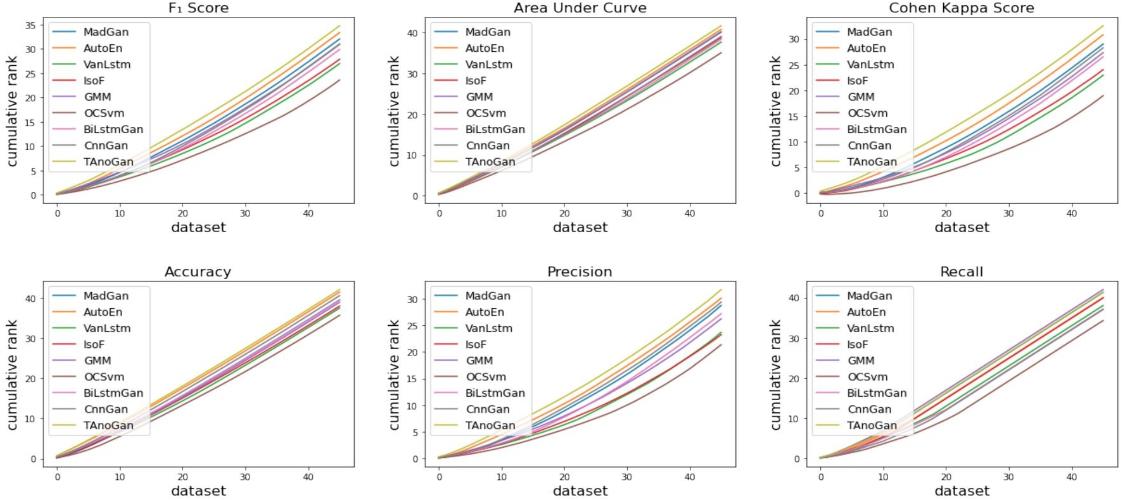 F₁ Score
35
30
25
20
15
10
5
0
cumulative rank
MadGan
AutoEn
VanLstm
IsoF
GMM
OCSvm
BiLstmGan
CnnGan
TAnoGan
0 10 20 30 40
dataset
Area Under Curve
40
30
20
10
0
cumulative rank
MadGan
AutoEn
VanLstm
IsoF
GMM
OCSvm
BiLstmGan
CnnGan
TAnoGan
0 10 20 30 40
dataset
Cohen Kappa Score
30
25
20
15
10
5
0
cumulative rank
MadGan
AutoEn
VanLstm
IsoF
GMM
OCSvm
BiLstmGan
CnnGan
TAnoGan
0 10 20 30 40
dataset
Accuracy
40
30
20
10
0
cumulative rank
MadGan
AutoEn
VanLstm
IsoF
GMM
OCSvm
BiLstmGan
CnnGan
TAnoGan
0 10 20 30 40
dataset
Precision
30
25
20
15
10
5
0
cumulative rank
MadGan
AutoEn
VanLstm
IsoF
GMM
OCSvm
BiLstmGan
CnnGan
TAnoGan
0 10 20 30 40
dataset
Recall
40
30
20
10
0
cumulative rank
MadGan
AutoEn
VanLstm
IsoF
GMM
OCSvm
BiLstmGan
CnnGan
TAnoGan
0 10 20 30 40
dataset